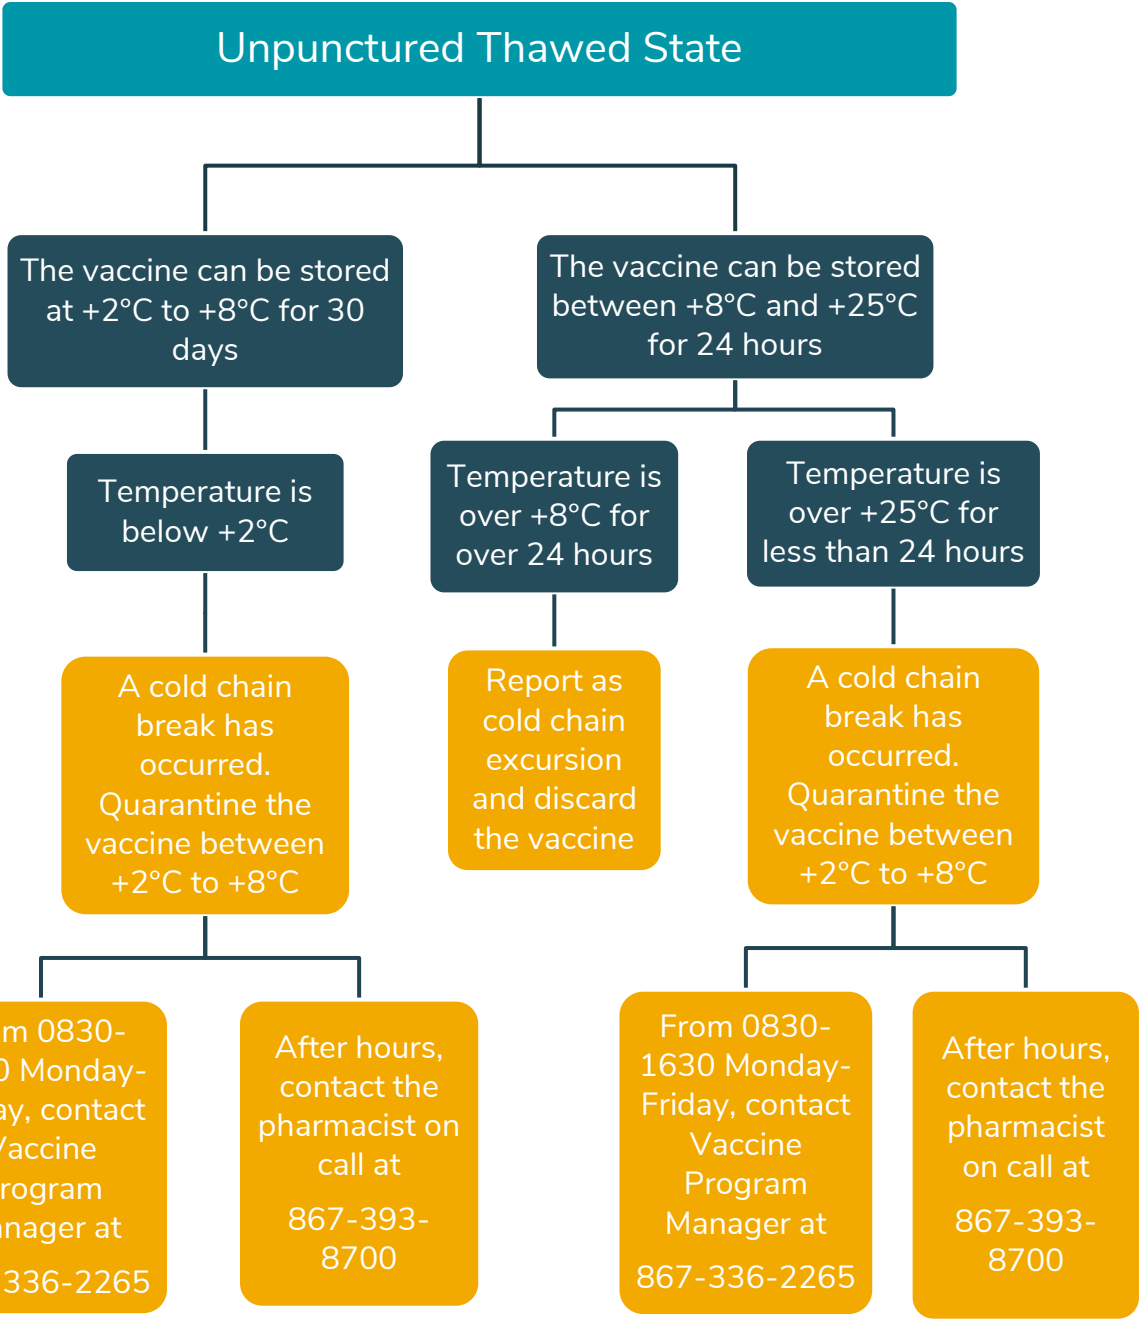 Unpunctured Thawed State
The vaccine can be stored
at +2°C to +8°C for 30
days
The vaccine can be stored
between +8°C and +25°C
for 24 hours
Temperature is
below +2°C
Temperature is
over +8°C for
over 24 hours
Temperature is
over +25°C for
less than 24 hours
A cold chain
break has
occurred.
Quarantine the
vaccine between
+2°C to +8°C
Report as
cold chain
excursion
and discard
the vaccine
A cold chain
break has
occurred.
Quarantine the
vaccine between
+2°C to +8°C
0830-
Monday-
contact
336-2265
After hours,
contact the
pharmacist on
call at
867-393-
8700
From 0830-
1630 Monday-
Friday, contact
Vaccine
Program
Manager at
867-336-2265
After hours,
contact the
pharmacist
on call at
867-393-
8700